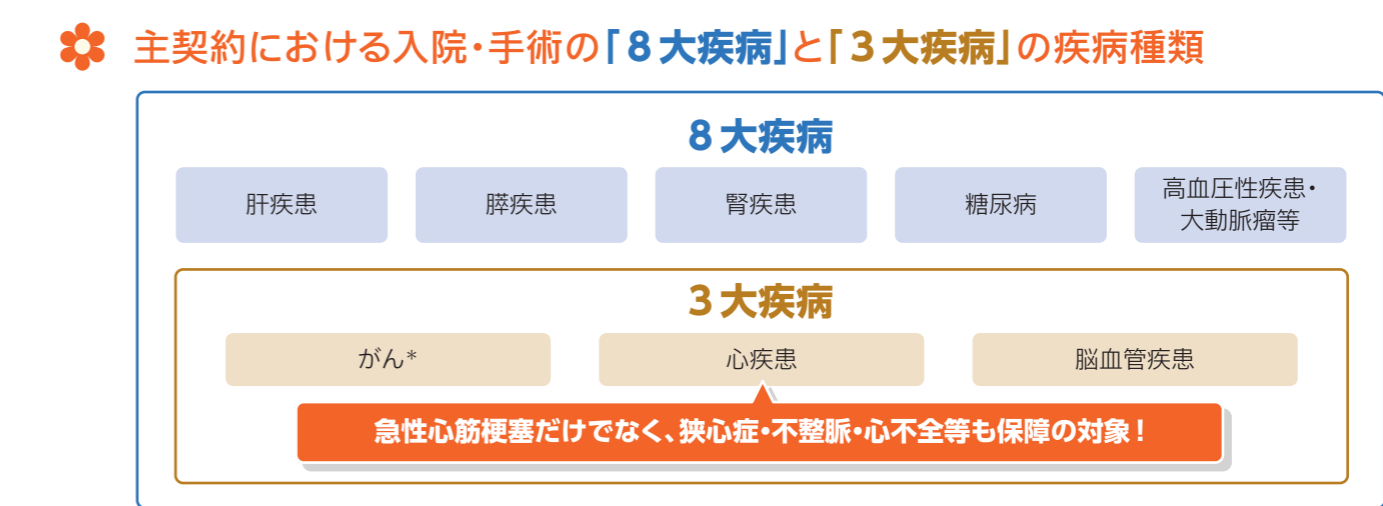 主契約における入院・手術の「８大疾病」と「３大疾病」の疾病種類
８大疾病
肝疾患
膵疾患
腎疾患
糖尿病
高血圧性疾患・
大動脈瘤等
３大疾病
がん*
心疾患
脳血管疾患
急性心筋梗塞だけでなく、狭心症・不整脈・心不全等も保障の対象！